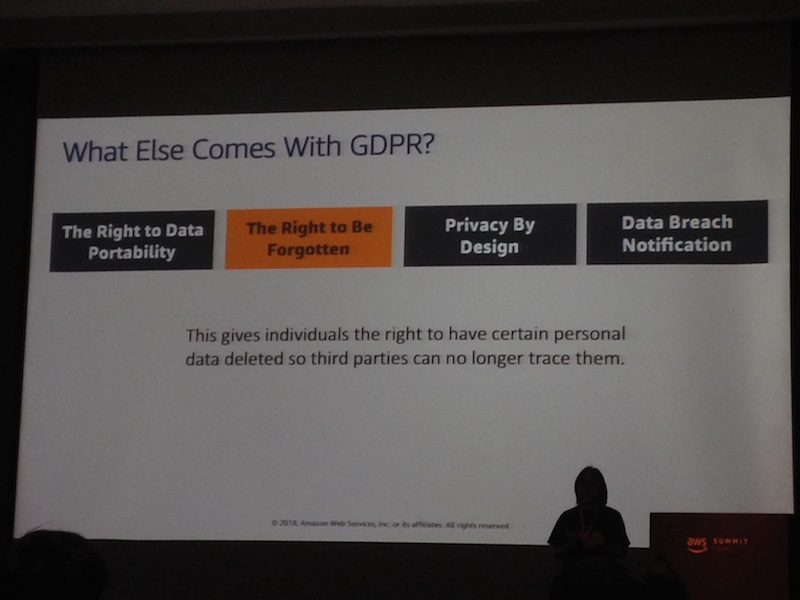 What Else Comes With GDPR?
The Right to Data
Portability
The Right to Be
Forgotten
Privacy By
Design
Data Breach
Notification
This gives individuals the right to have certain personal
data deleted so third parties can no longer trace them.
© 2018, Amazon Web Services, Inc. or its affiliates. All rights reserved.
aws SUMMIT